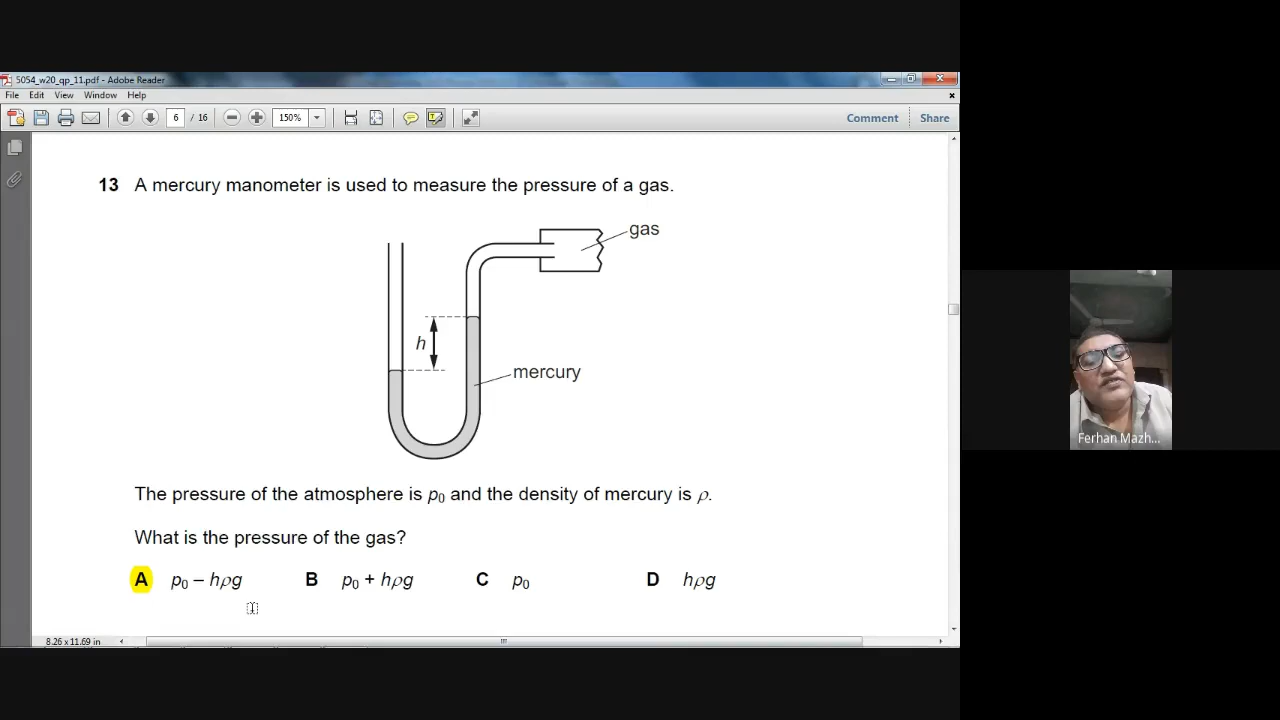 5054_w20_qp_11.pdf - Adobe Reader
File Edit View Window Help
6 / 16 150% Comment Share
13 A mercury manometer is used to measure the pressure of a gas.
gas
h
mercury
The pressure of the atmosphere is p₀ and the density of mercury is ρ.
What is the pressure of the gas?
A p₀ – hρg B p₀ + hρg C p₀ D hρg
8.26 x 11.69 in
Ferhan Mazh...